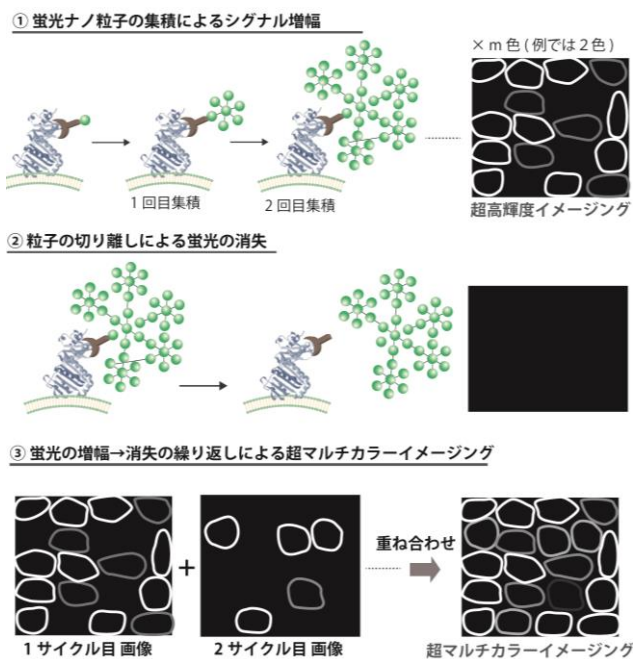 ① 蛍光ナノ粒子の集積によるシグナル増幅
× m 色 ( 例では 2 色 )
1 回目集積
2 回目集積
超高輝度イメージング
② 粒子の切り離しによる蛍光の消失
③ 蛍光の増幅→消失の繰り返しによる超マルチカラーイメージング
+
重ね合わせ
1 サイクル目 画像
2 サイクル目 画像
超マルチカラーイメージング